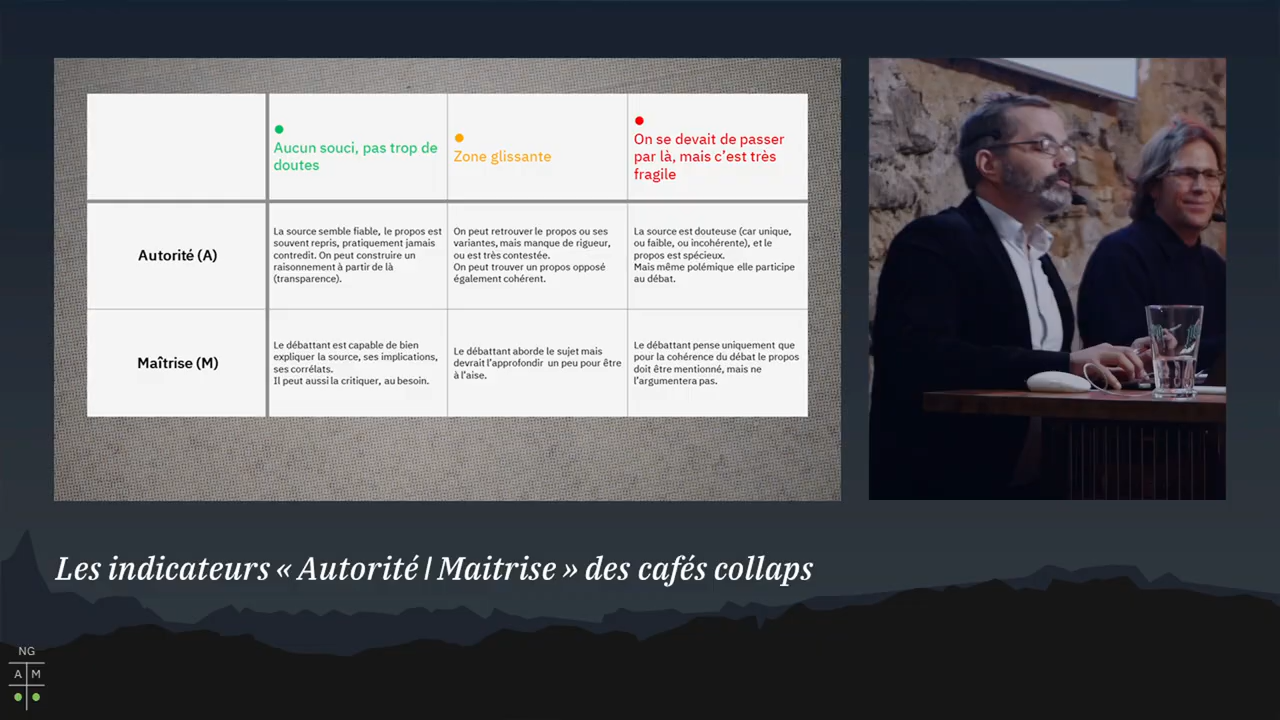 Aucun souci, pas trop de
doutes
Zone glissante
On se devait de passer
par là, mais c'est très
fragile
Autorité (A)
La source semble fiable, le propos est
souvent repris, pratiquement jamais
contredit. On peut construire un
raisonnement à partir de là
(transparence).
On peut retrouver le propos ou ses
variantes, mais manque de rigueur,
ou est très contestée.
On peut trouver un propos opposé
également cohérent.
La source est douteuse (car unique,
ou faible, ou incohérente), et le
propos est spécieux.
Mais même polémique elle participe
au débat.
Maîtrise (M)
Le débattant est capable de bien
expliquer la source, ses implications,
ses corrélats.
Il peut aussi la critiquer, au besoin.
Le débattant aborde le sujet mais
devrait l'approfondir un peu pour être
à l'aise.
Le débattant pense uniquement que
pour la cohérence du débat le propos
doit être mentionné, mais ne
l'argumentera pas.
Les indicateurs « Autorité | Maitrise » des cafés collaps
NG
A M